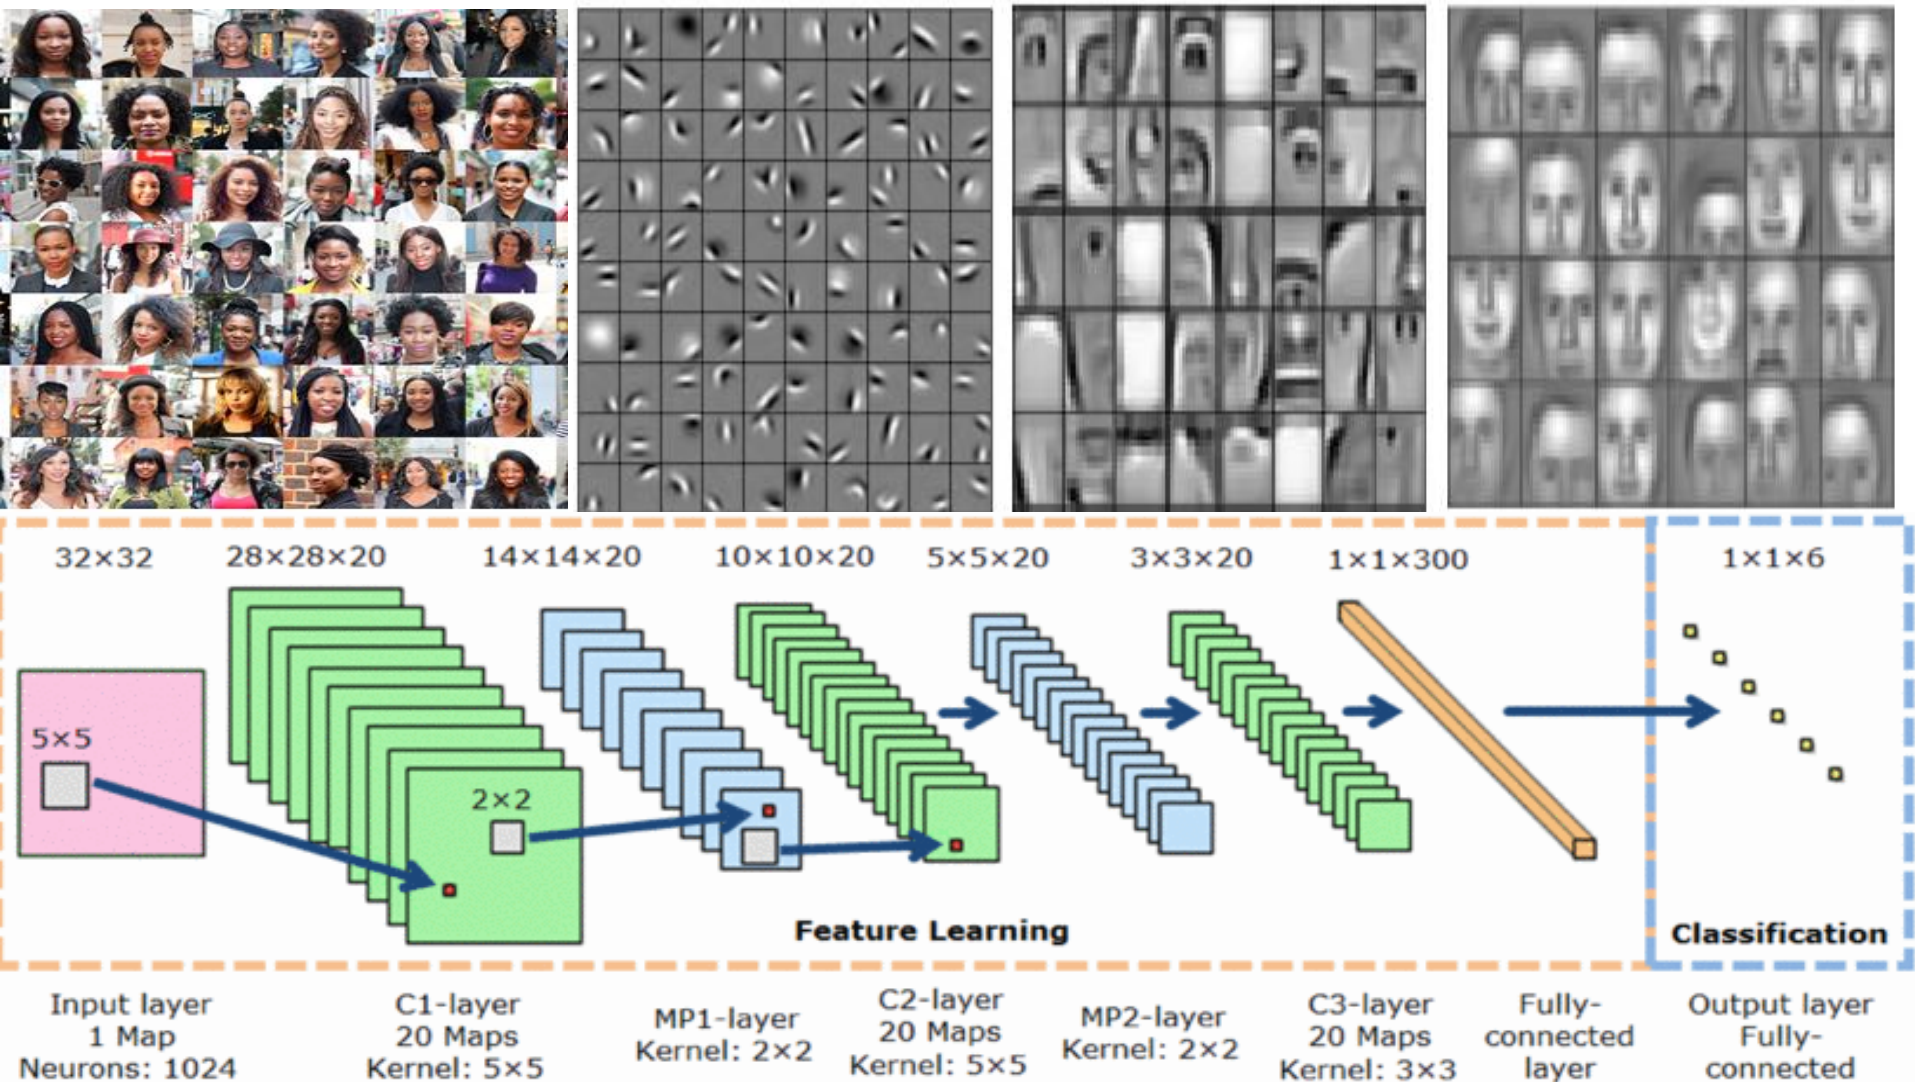 32×32
28×28×20
14×14×20
10×10×20
5×5×20
3×3×20
1×1×300
1×1×6
5×5
2×2
Feature Learning
Classification
Input layer
1 Map
Neurons: 1024
C1-layer
20 Maps
Kernel: 5×5
MP1-layer
Kernel: 2×2
C2-layer
20 Maps
Kernel: 5×5
MP2-layer
Kernel: 2×2
C3-layer
20 Maps
Kernel: 3×3
Fully-
connected
layer
Output layer
Fully-
connected